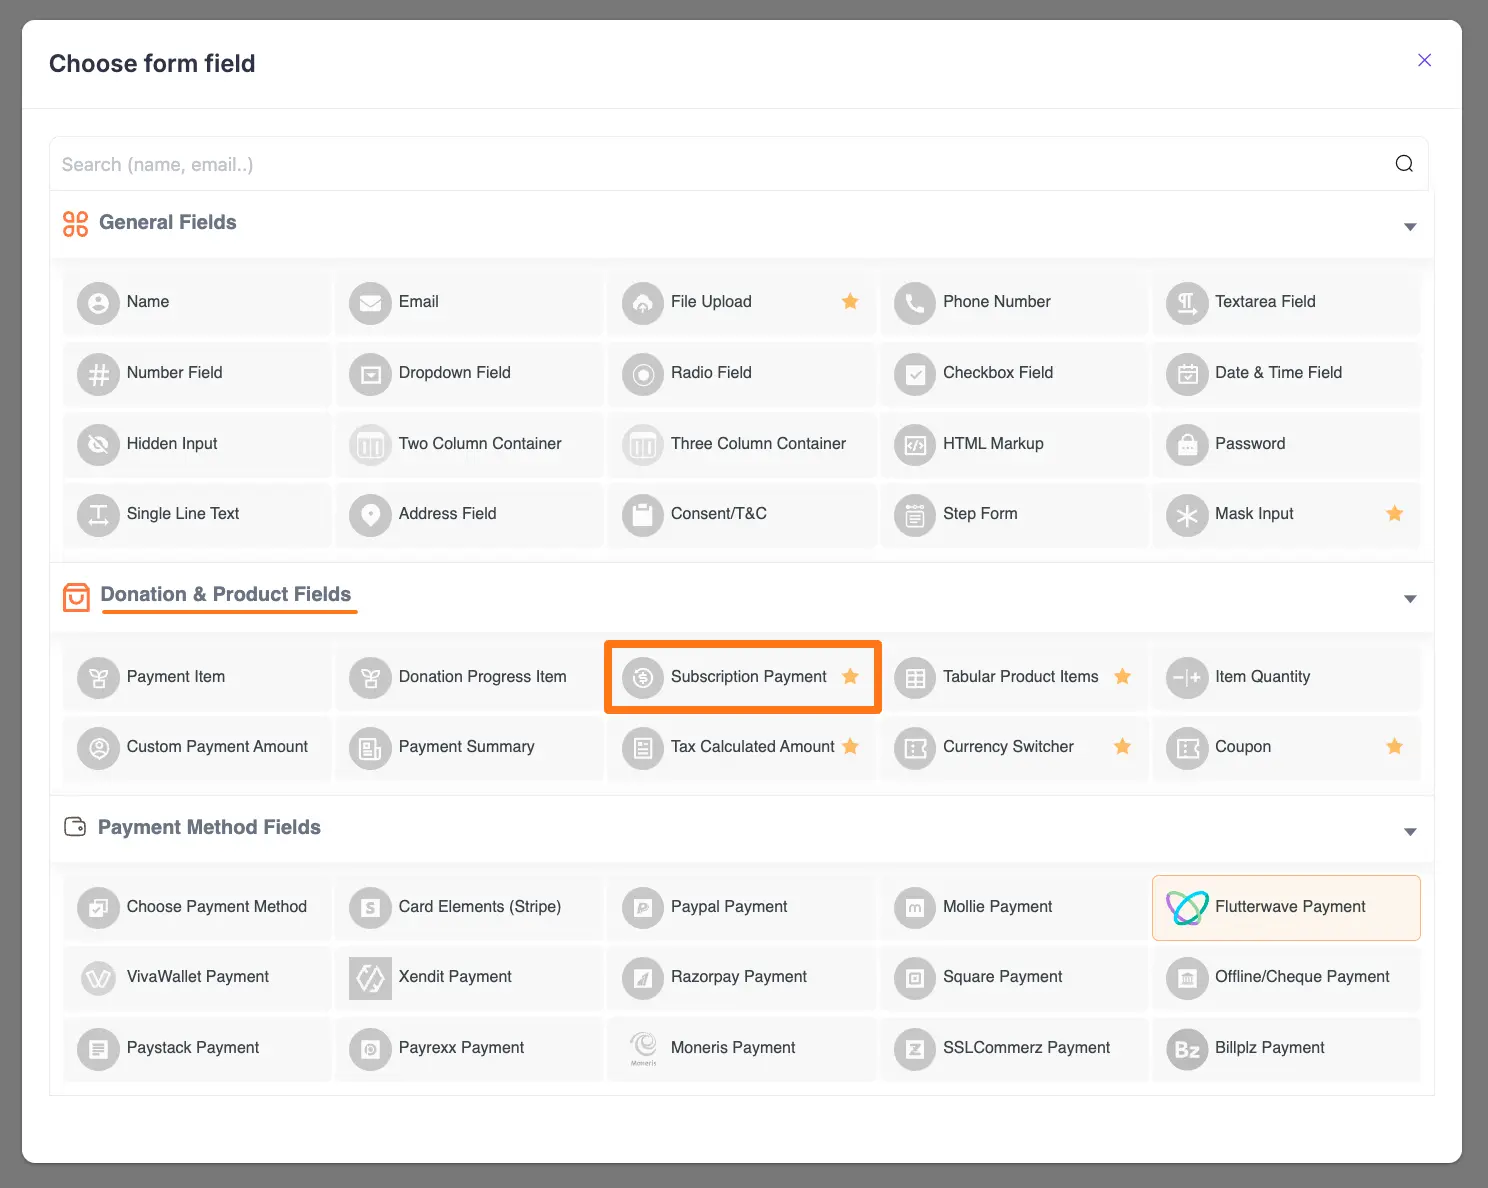 Choose form field
Search (name, email..)
General Fields
Name
Email
File Upload
Phone Number
Textarea Field
Number Field
Dropdown Field
Radio Field
Checkbox Field
Date & Time Field
Hidden Input
Two Column Container
Three Column Container
HTML Markup
Password
Single Line Text
Address Field
Consent/T&C
Step Form
Mask Input
Donation & Product Fields
Payment Item
Donation Progress Item
Subscription Payment
Tabular Product Items
Item Quantity
Custom Payment Amount
Payment Summary
Tax Calculated Amount
Currency Switcher
Coupon
Payment Method Fields
Choose Payment Method
Card Elements (Stripe)
Paypal Payment
Mollie Payment
Flutterwave Payment
VivaWallet Payment
Xendit Payment
Razorpay Payment
Square Payment
Offline/Cheque Payment
Paystack Payment
Payrexx Payment
Moneris
Moneris Payment
SSLCommerz Payment
Bz
Billplz Payment